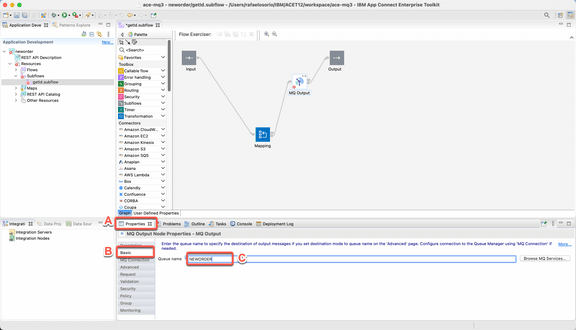 ace-mq3 - neworder/getid.subflow - /Users/rafaelosorio/IBM/ACET12/workspace/ace-mq3 - IBM App Connect Enterprise Toolkit
Application Deve
Patterns Explore
Application Development
New...
neworder
REST API Description
Resources
Flows
Subflows
getid.subflow
Maps
REST API Catalog
Other Resources
*getid.subflow
Palette
<Search>
Favorites
Toolbox
Callable flow
Error handling
Grouping
Routing
Security
Subflows
Timer
Transformation
Connectors
Amazon CloudW...
Amazon EC2
Amazon Kinesis
Amazon S3
Amazon SQS
Anaplan
Asana
AWS Lambda
Box
Calendly
Confluence
CORBA
Coupa
Graph
User Defined Properties
Flow Exerciser:
Input
Output
MQ Output
Mapping
Integrati
Data Proj
Data Sour
Integration Servers
Integration Nodes
A
Properties
Problems
Outline
Tasks
Console
Deployment Log
MQ Output Node Properties - MQ Output
B
Basic
MQ Connection
Advanced
Request
Validation
Security
Policy
Group
Monitoring
Enter the queue name to specify the destination of output messages if you set destination mode to queue name on the 'Advanced' page. Configure connection to the Queue Manager using 'MQ Connection' if needed.
More...
Queue name
NEWORDER
C
Browse MQ Services...